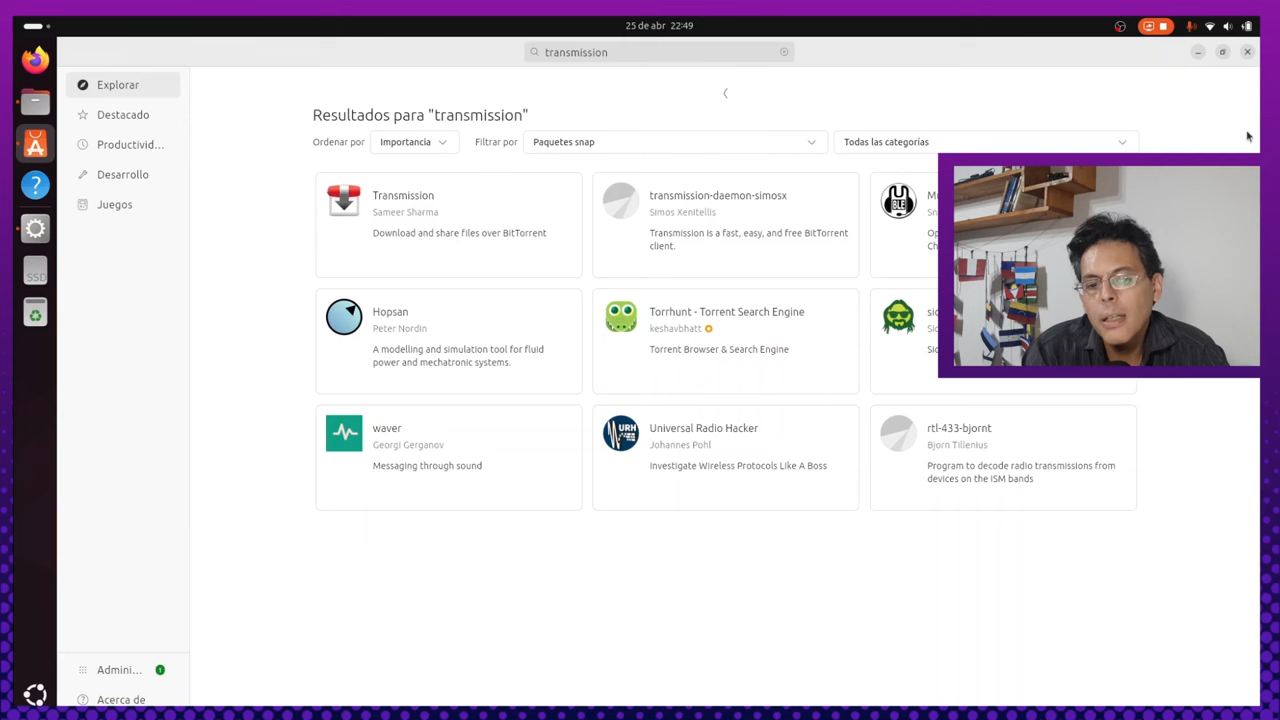 25 de abr 22:49
transmission
Explorar
Destacado
Productivid...
Desarrollo
Juegos
Admini...
1
Acerca de
SSD
Resultados para "transmission"
Ordenar por
Importancia
Filtrar por
Paquetes snap
Todas las categorías
Transmission
Sameer Sharma
Download and share files over BitTorrent
transmission-daemon-simosx
Simos Xenitellis
Transmission is a fast, easy, and free BitTorrent
client.
Hopsan
Peter Nordin
A modelling and simulation tool for fluid
power and mechatronic systems.
Torrhunt - Torrent Search Engine
keshavbhatt
Torrent Browser & Search Engine
waver
Georgi Gerganov
Messaging through sound
URH
Universal Radio Hacker
Johannes Pohl
Investigate Wireless Protocols Like A Boss
rtl-433-bjornt
Bjorn Tillenius
Program to decode radio transmissions from
devices on the ISM bands